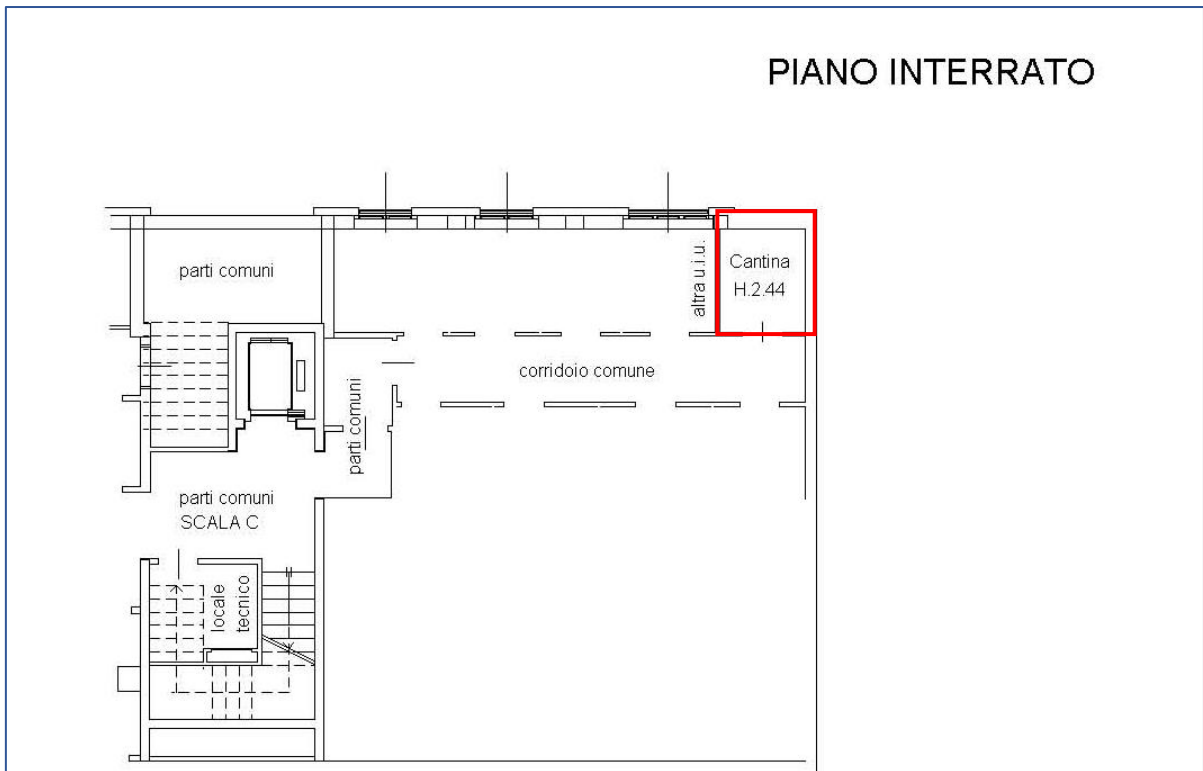 PIANO INTERRATO
parti comuni
altra u.i.u.
Cantina
H.2.44
corridoio comune
parti comuni
parti comuni
SCALA C
locale
tecnico